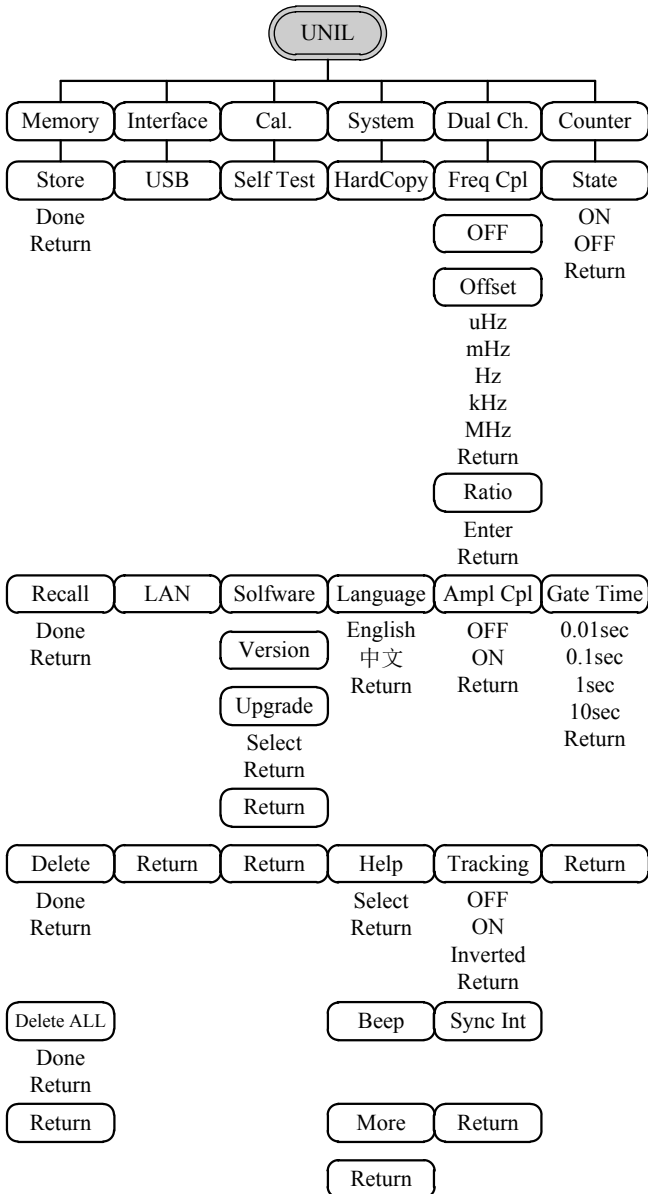 UNIL
Memory Interface Cal. System Dual Ch. Counter
Store USB Self Test HardCopy Freq Cpl State
Done ON
Return OFF OFF
Return
Offset
uHz
mHz
Hz
kHz
MHz
Return
Ratio
Enter
Return
Recall LAN Solfware Language Ampl Cpl Gate Time
Done English OFF 0.01sec
Return Version 中文 ON 0.1sec
Return Return 1sec
Upgrade 10sec
Select Return
Return
Return
Delete Return Return Help Tracking Return
Done Select OFF
Return Return ON
Inverted
Return
Delete ALL Beep Sync Int
Done
Return
Return More Return
Return